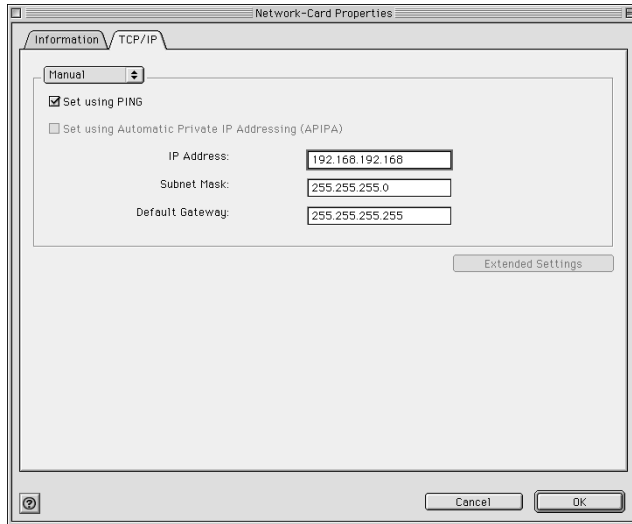 Network-Card Properties
Information TCP/IP
Manual
Set using PING
Set using Automatic Private IP Addressing (APIPA)
IP Address: 192.168.192.168
Subnet Mask: 255.255.255.0
Default Gateway: 255.255.255.255
Extended Settings
?
Cancel OK